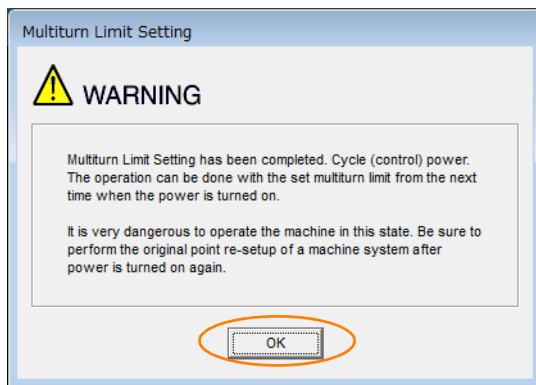 Multiturn Limit Setting
WARNING
Multiturn Limit Setting has been completed. Cycle (control) power.
The operation can be done with the set multiturn limit from the next
time when the power is turned on.
It is very dangerous to operate the machine in this state. Be sure to
perform the original point re-setup of a machine system after
power is turned on again.
OK